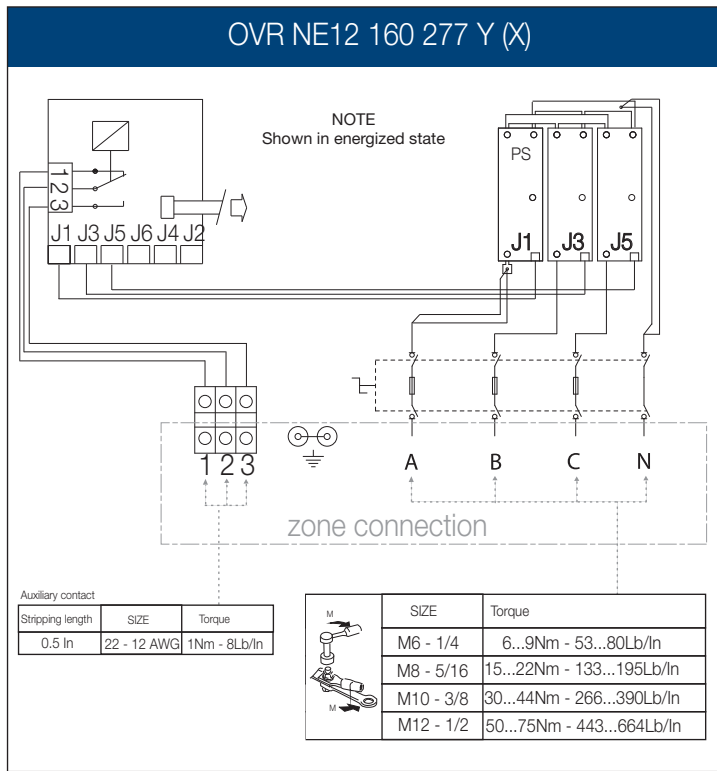 OVR NE12 160 277 Y (X)
NOTE
Shown in energized state
PS
1
2
3
J1 J3 J5 J6 J4 J2
J1 J3 J5
1 2 3
A B C N
zone connection
Auxiliary contact
Stripping length SIZE Torque
0.5 In 22 - 12 AWG 1Nm - 8Lb/In
M
M
SIZE Torque
M6 - 1/4 6...9Nm - 53...80Lb/In
M8 - 5/16 15...22Nm - 133...195Lb/In
M10 - 3/8 30...44Nm - 266...390Lb/In
M12 - 1/2 50...75Nm - 443...664Lb/In